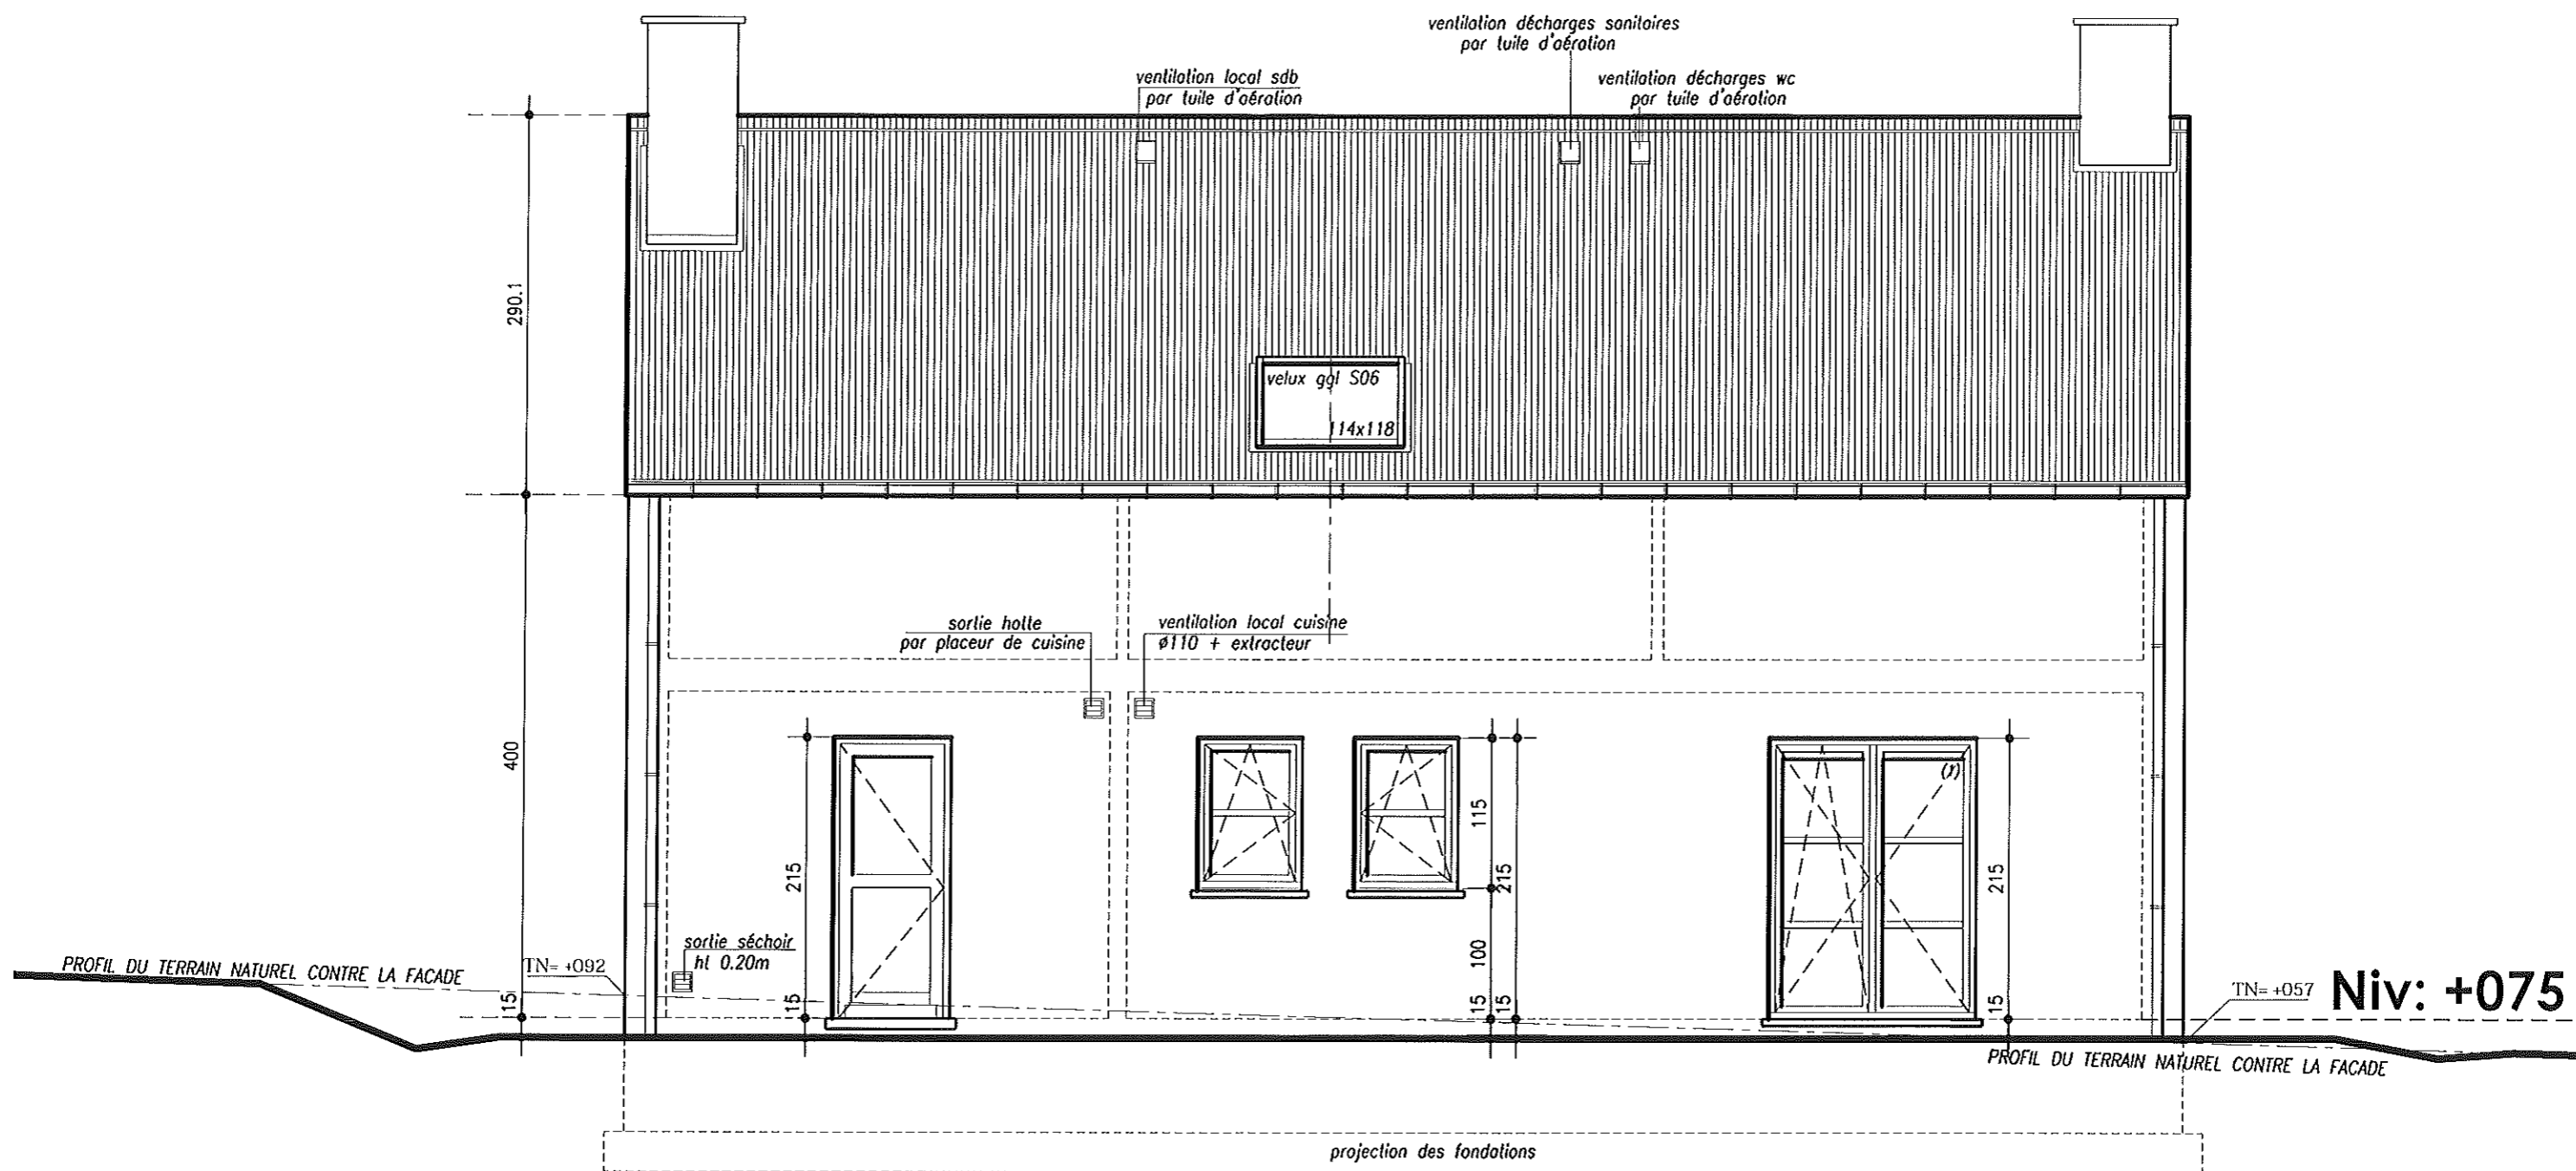 ventilation décharges sanitaires
par tuile d'aération
ventilation local sdb
par tuile d'aération
ventilation décharges wc
par tuile d'aération
290.1
velux ggl S06
114x118
400
sortie hotte
par placeur de cuisine
ventilation local cuisine
ø110 + extracteur
(f)
115
215
215
215
100
sortie séchoir
ht 0.20m
PROFIL DU TERRAIN NATUREL CONTRE LA FACADE
TN= +092
15
15
15
15
15
TN= +057
Niv: +075
PROFIL DU TERRAIN NATUREL CONTRE LA FACADE
projection des fondations